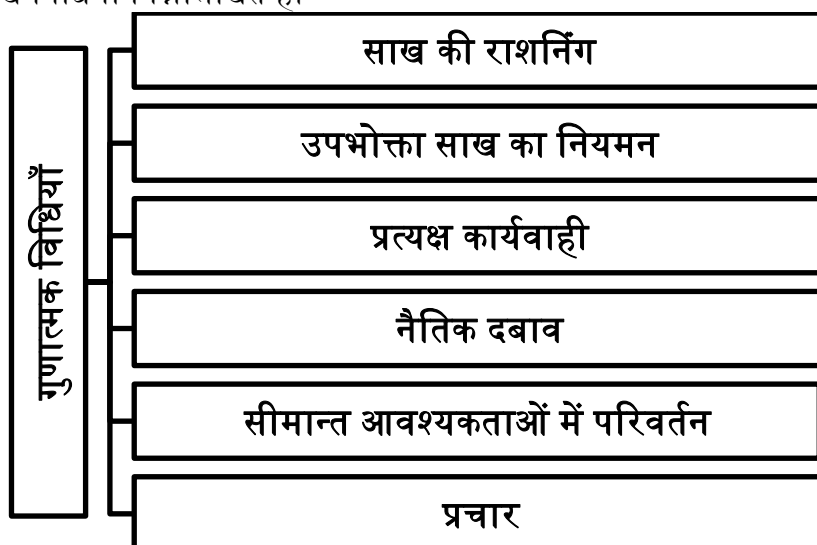 गुणात्मक विधियाँ
साख की राशनिंग
उपभोक्ता साख का नियमन
प्रत्यक्ष कार्यवाही
नैतिक दबाव
सीमान्त आवश्यकताओं में परिवर्तन
प्रचार